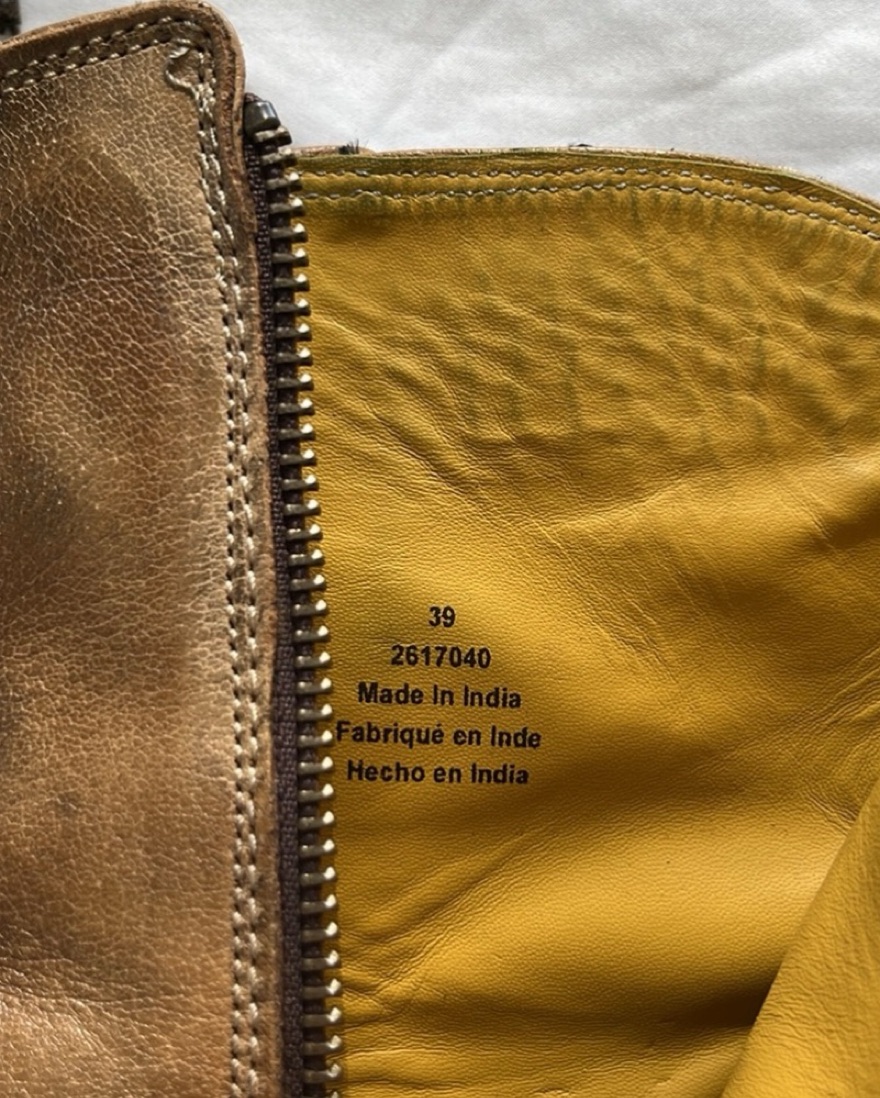 39
2617040
Made In India
Fabriqué en Inde
Hecho en India